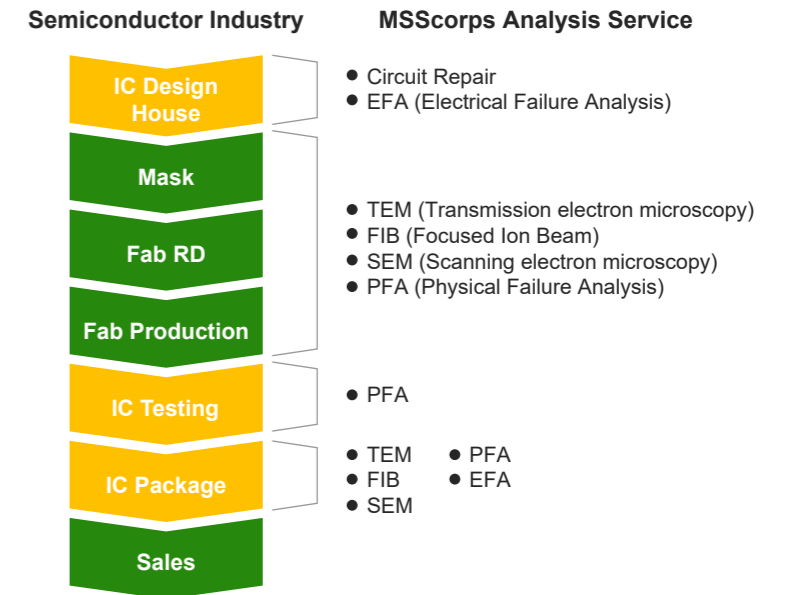 Semiconductor Industry
MSScorps Analysis Service
IC Design
House
● Circuit Repair
● EFA (Electrical Failure Analysis)
Mask
Fab RD
Fab Production
● TEM (Transmission electron microscopy)
● FIB (Focused Ion Beam)
● SEM (Scanning electron microscopy)
● PFA (Physical Failure Analysis)
IC Testing
● PFA
IC Package
● TEM
● FIB
● SEM
● PFA
● EFA
Sales